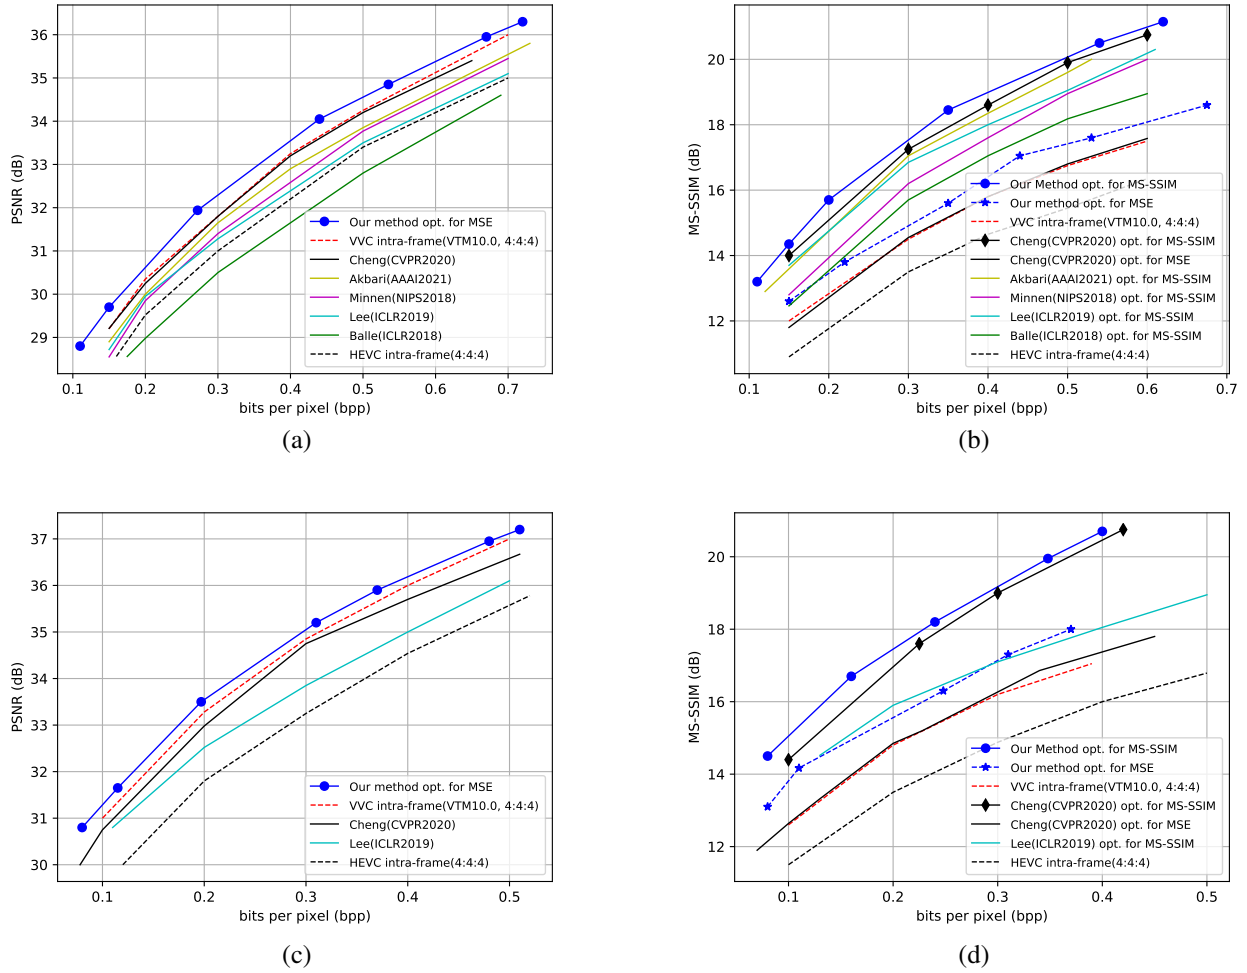 36
35
34
33
32
31
30
29
PSNR (dB)
0.1 0.2 0.3 0.4 0.5 0.6 0.7
bits per pixel (bpp)
Our method opt. for MSE
VVC intra-frame(VTM10.0, 4:4:4)
Cheng(CVPR2020)
Akbari(AAAI2021)
Minnen(NIPS2018)
Lee(ICLR2019)
Balle(ICLR2018)
HEVC intra-frame(4:4:4)
(a)
20
18
16
14
12
MS-SSIM (dB)
0.1 0.2 0.3 0.4 0.5 0.6 0.7
bits per pixel (bpp)
Our Method opt. for MS-SSIM
Our method opt. for MSE
VVC intra-frame(VTM10.0, 4:4:4)
Cheng(CVPR2020) opt. for MS-SSIM
Cheng(CVPR2020) opt. for MSE
Akbari(AAAI2021) opt. for MS-SSIM
Minnen(NIPS2018) opt. for MS-SSIM
Lee(ICLR2019) opt. for MS-SSIM
Balle(ICLR2018) opt. for MS-SSIM
HEVC intra-frame(4:4:4)
(b)
37
36
35
34
33
32
31
30
PSNR (dB)
0.1 0.2 0.3 0.4 0.5
bits per pixel (bpp)
Our method opt. for MSE
VVC intra-frame(VTM10.0, 4:4:4)
Cheng(CVPR2020)
Lee(ICLR2019)
HEVC intra-frame(4:4:4)
(c)
20
18
16
14
12
MS-SSIM (dB)
0.1 0.2 0.3 0.4 0.5
bits per pixel (bpp)
Our Method opt. for MS-SSIM
Our method opt. for MSE
VVC intra-frame(VTM10.0, 4:4:4)
Cheng(CVPR2020) opt. for MS-SSIM
Cheng(CVPR2020) opt. for MSE
Lee(ICLR2019) opt. for MS-SSIM
HEVC intra-frame(4:4:4)
(d)